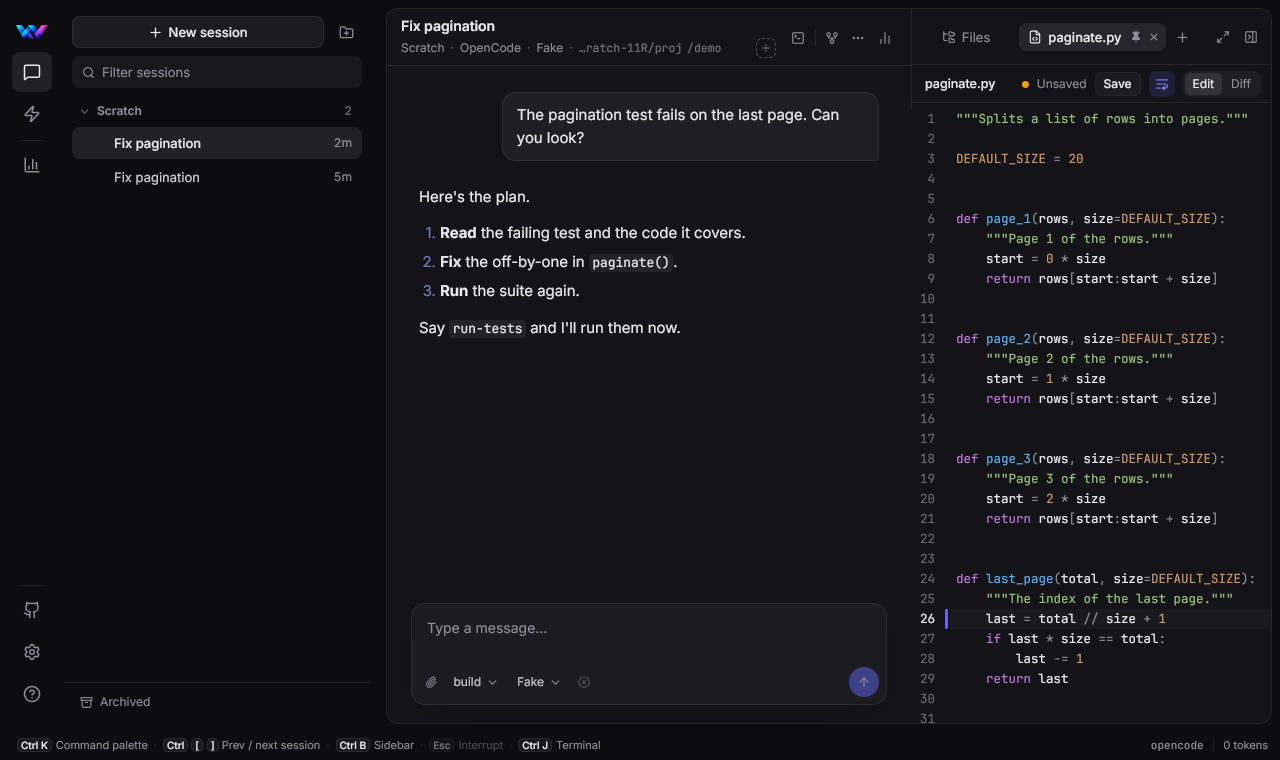 New session
Filter sessions
Scratch 2
Fix pagination 2m
Fix pagination 5m
Archived
Fix pagination
Scratch · OpenCode · Fake · …ratch-11R/proj /demo
The pagination test fails on the last page. Can
you look?
Here's the plan.
1. Read the failing test and the code it covers.
2. Fix the off-by-one in paginate().
3. Run the suite again.
Say run-tests and I'll run them now.
Type a message...
build Fake
Files paginate.py
paginate.py Unsaved Save Edit Diff
1 """Splits a list of rows into pages."""
2
3 DEFAULT_SIZE = 20
4
5
6 def page_1(rows, size=DEFAULT_SIZE):
7     """Page 1 of the rows."""
8     start = 0 * size
9     return rows[start:start + size]
10
11
12 def page_2(rows, size=DEFAULT_SIZE):
13     """Page 2 of the rows."""
14     start = 1 * size
15     return rows[start:start + size]
16
17
18 def page_3(rows, size=DEFAULT_SIZE):
19     """Page 3 of the rows."""
20     start = 2 * size
21     return rows[start:start + size]
22
23
24 def last_page(total, size=DEFAULT_SIZE):
25     """The index of the last page."""
26     last = total // size + 1
27     if last * size == total:
28         last -= 1
29     return last
30
31
Ctrl K Command palette · Ctrl [ ] Prev / next session · Ctrl B Sidebar · Esc Interrupt · Ctrl J Terminal
opencode 0 tokens